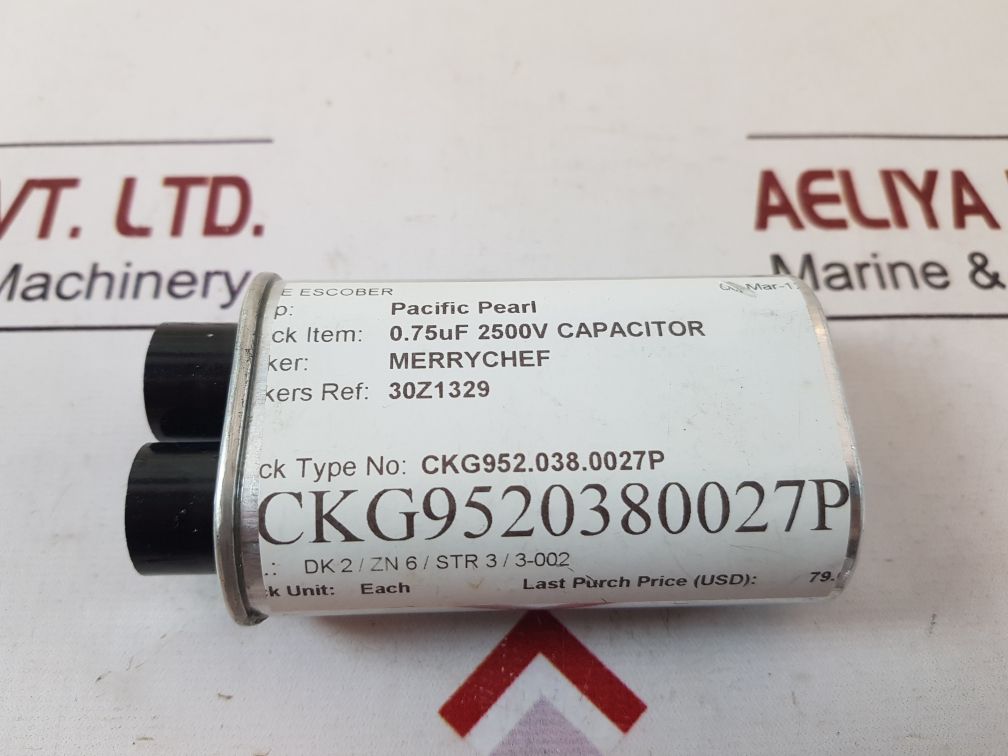 VT. LTD.
Machinery
AELIYA
Marine &
E ESCOBER Mar-1
p: Pacific Pearl
ck Item: 0.75uF 2500V CAPACITOR
ker: MERRYCHEF
kers Ref: 30Z1329
ck Type No: CKG952.038.0027P
CKG9520380027P
.: DK 2 / ZN 6 / STR 3 / 3-002
k Unit: Each Last Purch Price (USD): 79.